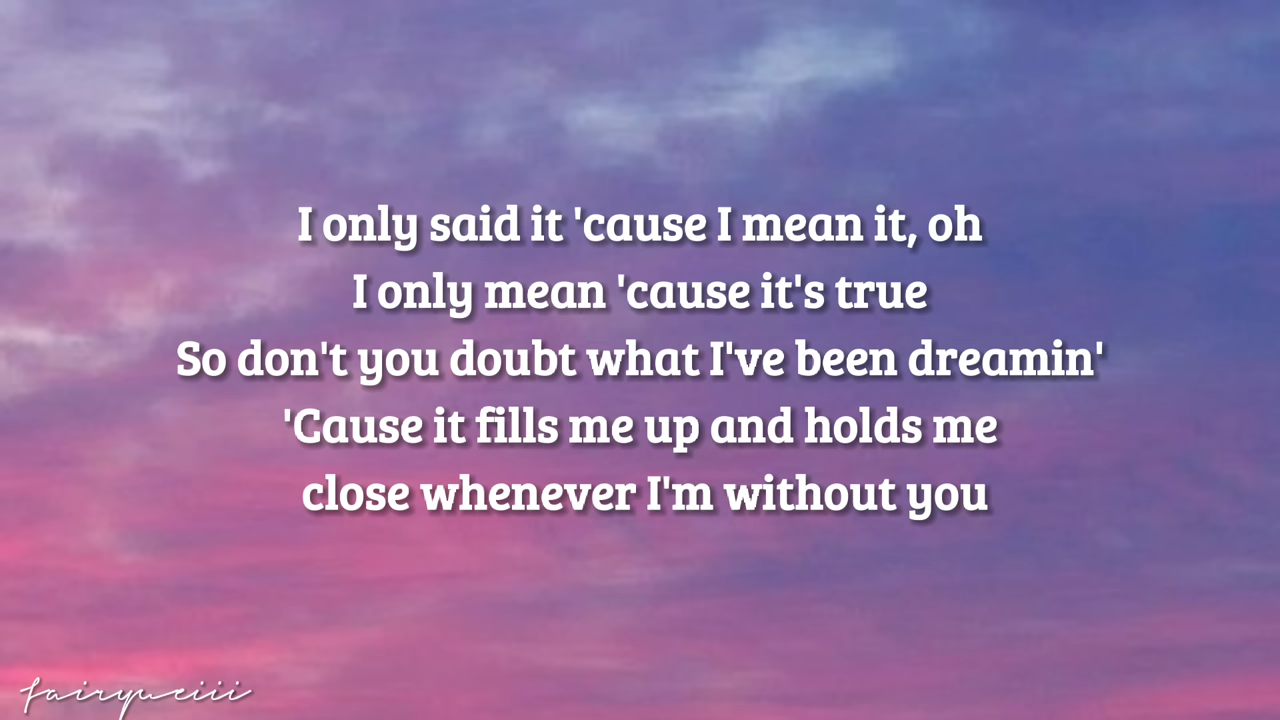 I only said it 'cause I mean it, oh
I only mean 'cause it's true
So don't you doubt what I've been dreamin'
'Cause it fills me up and holds me
close whenever I'm without you
fairyweiii